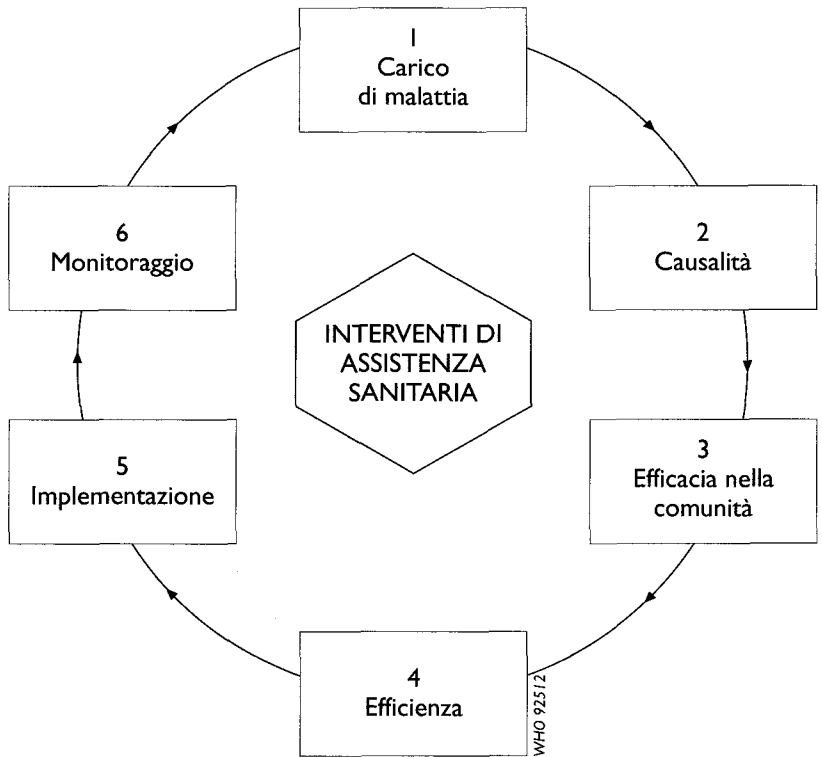 1
Carico
di malattia
2
Causalità
3
Efficacia nella
comunità
4
Efficienza
5
Implementazione
6
Monitoraggio
INTERVENTI DI
ASSISTENZA
SANITARIA
WHO 92512